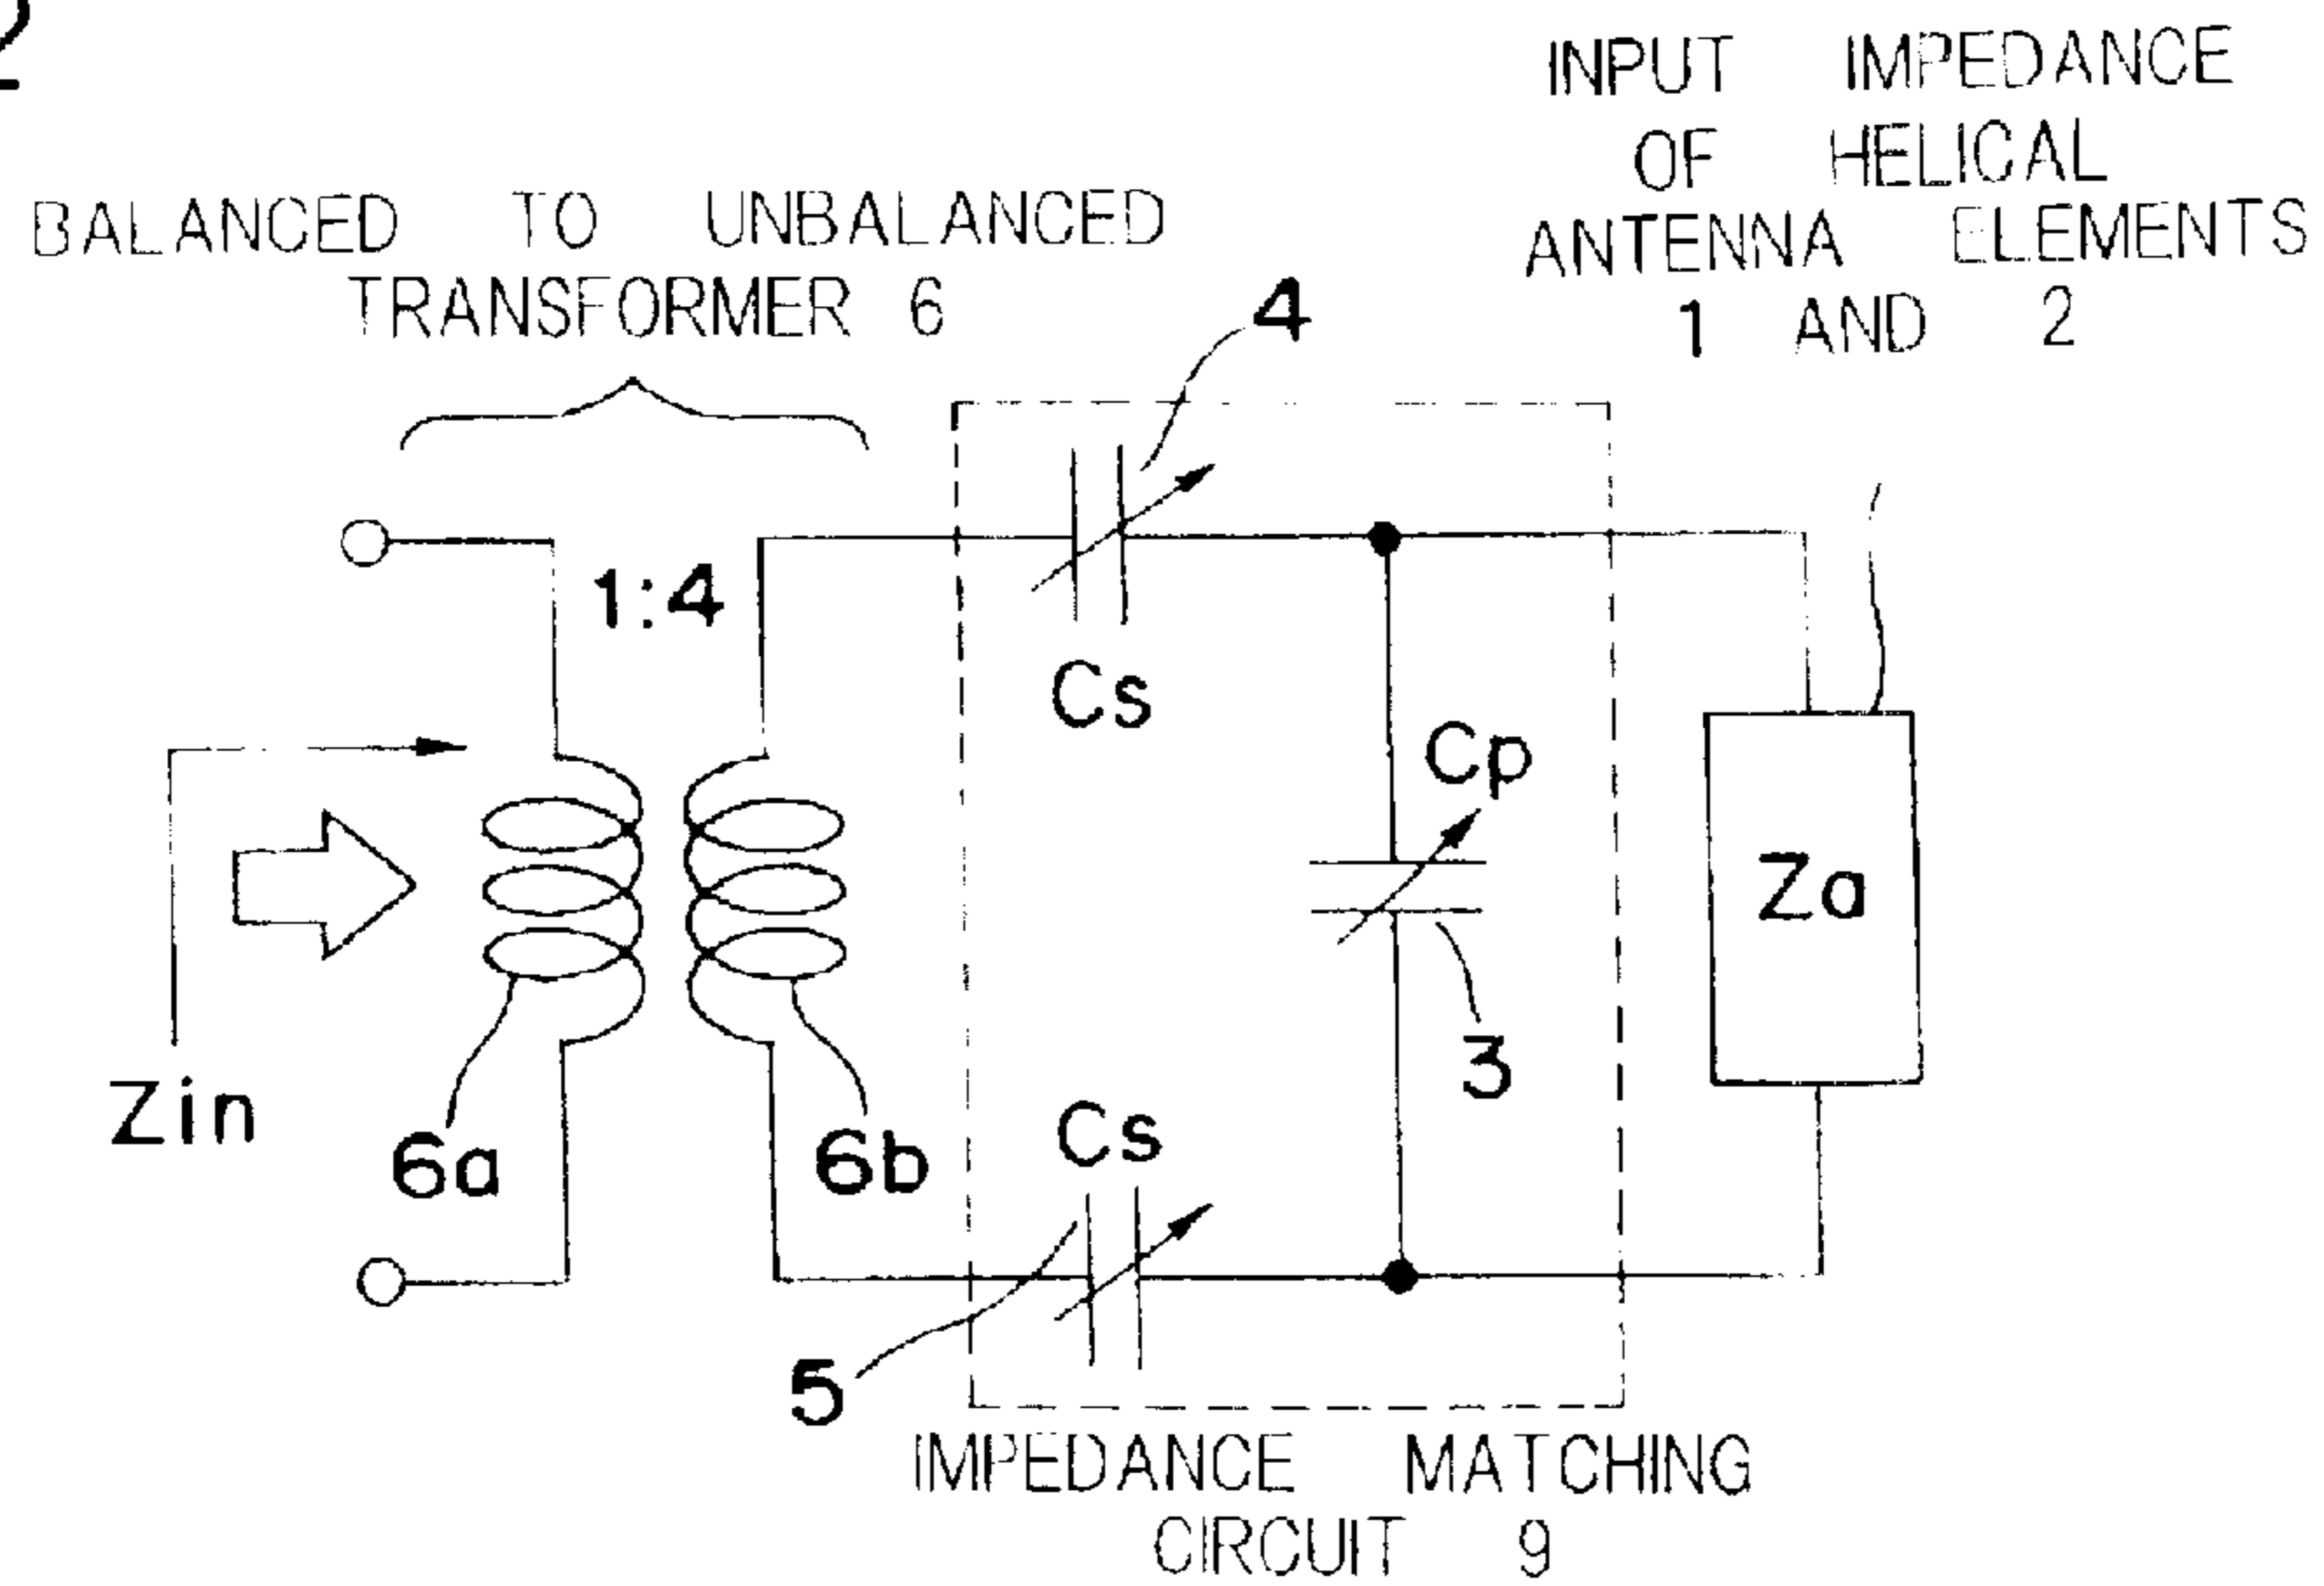 2
INPUT IMPEDANCE
OF HELICAL
ANTENNA ELEMENTS
1 AND 2
BALANCED TO UNBALANCED
TRANSFORMER 6
4
1:4
Cs
Cp
Za
3
Zin
6a
6b
Cs
5
IMPEDANCE MATCHING
CIRCUIT 9